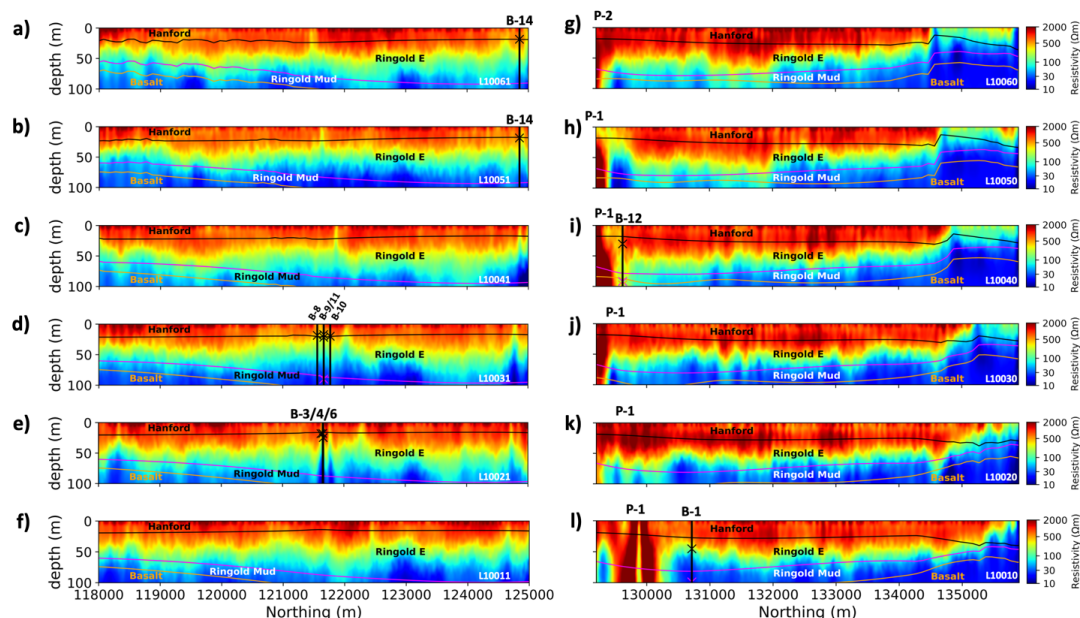 a)
B-14
0
50
100
depth (m)
Hanford
Ringold E
Ringold Mud
Basalt
L10061
b)
B-14
0
50
100
depth (m)
Hanford
Ringold E
Ringold Mud
Basalt
L10051
c)
0
50
100
depth (m)
Hanford
Ringold E
Ringold Mud
Basalt
L10041
d)
B-8
B-9/11
B-10
0
50
100
depth (m)
Hanford
Ringold E
Ringold Mud
Basalt
L10031
e)
B-3/4/6
0
50
100
depth (m)
Hanford
Ringold E
Ringold Mud
Basalt
L10021
f)
0
50
100
depth (m)
Hanford
Ringold E
Ringold Mud
Basalt
L10011
118000 119000 120000 121000 122000 123000 124000 125000
Northing (m)
g)
P-2
Hanford
Ringold E
Ringold Mud
Basalt
L10060
2000
500
100
30
10
Resistivity (Ωm)
h)
P-1
Hanford
Ringold E
Ringold Mud
Basalt
L10050
2000
500
100
30
10
Resistivity (Ωm)
i)
P-1
B-12
Hanford
Ringold E
Ringold Mud
Basalt
L10040
2000
500
100
30
10
Resistivity (Ωm)
j)
P-1
Hanford
Ringold E
Ringold Mud
Basalt
L10030
2000
500
100
30
10
Resistivity (Ωm)
k)
P-1
Hanford
Ringold E
Ringold Mud
Basalt
L10020
2000
500
100
30
10
Resistivity (Ωm)
l)
P-1
B-1
Hanford
Ringold E
Ringold Mud
Basalt
L10010
2000
500
100
30
10
Resistivity (Ωm)
130000 131000 132000 133000 134000 135000
Northing (m)